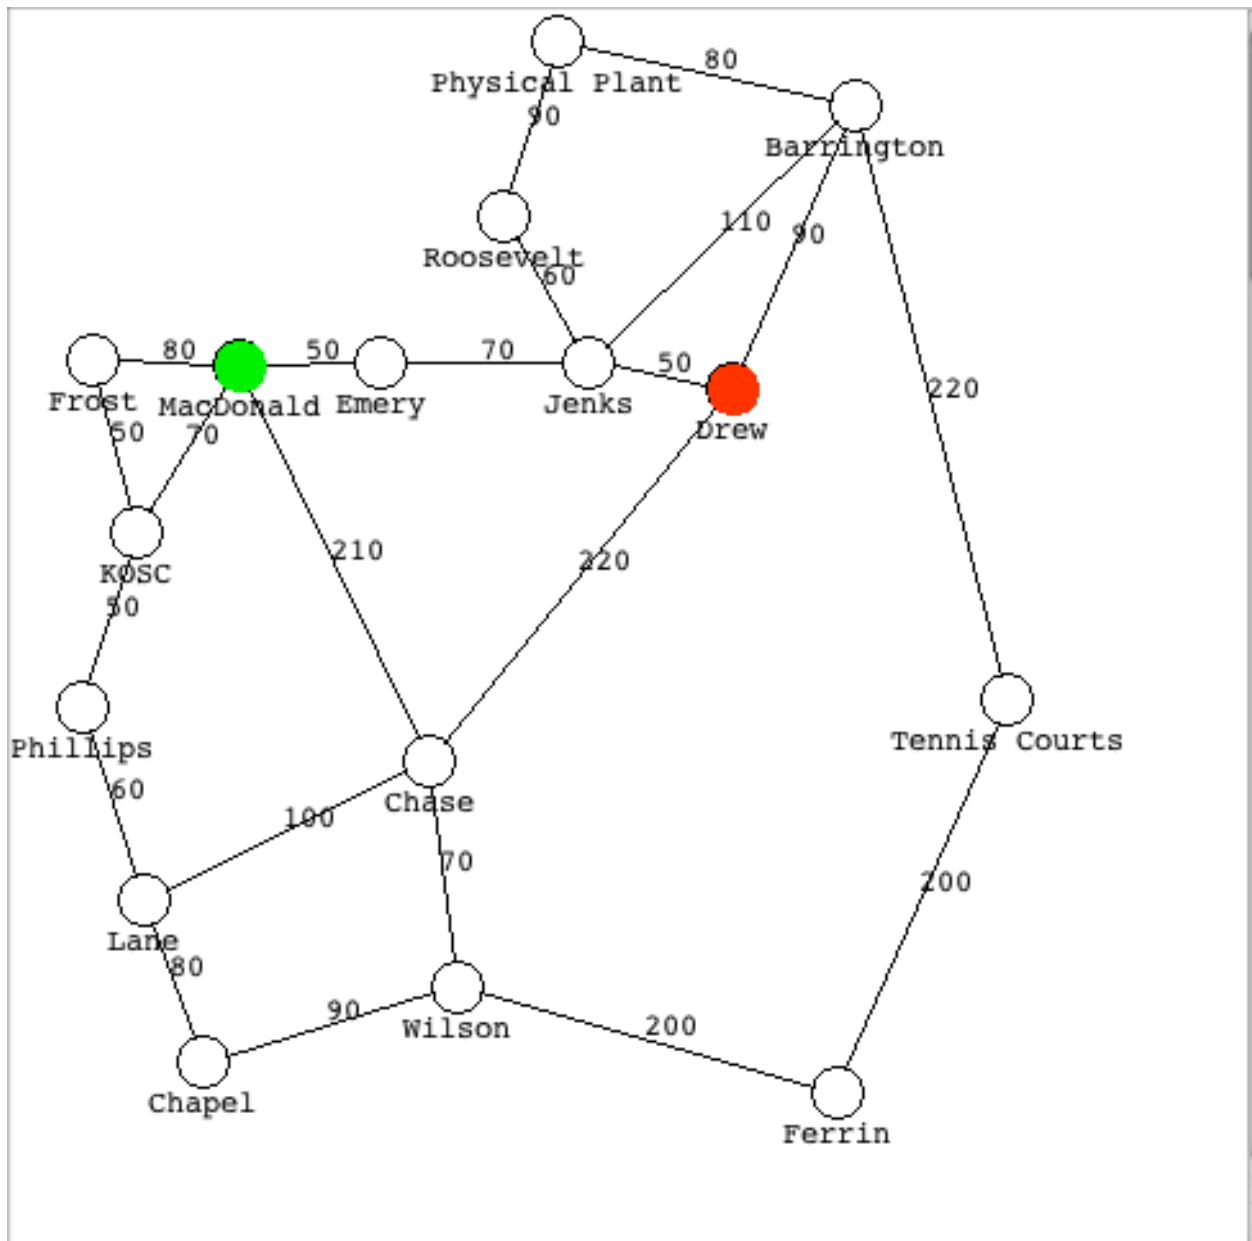 80
Physical Plant
90
Barrington
110
90
Roosevelt
60
80
50
70
50
220
Frost
MacDonald
Emery
Jenks
Drew
50
70
210
220
KOSC
50
Phillips
Tennis Courts
60
Chase
100
70
200
Lane
80
90
Wilson
200
Chapel
Ferrin